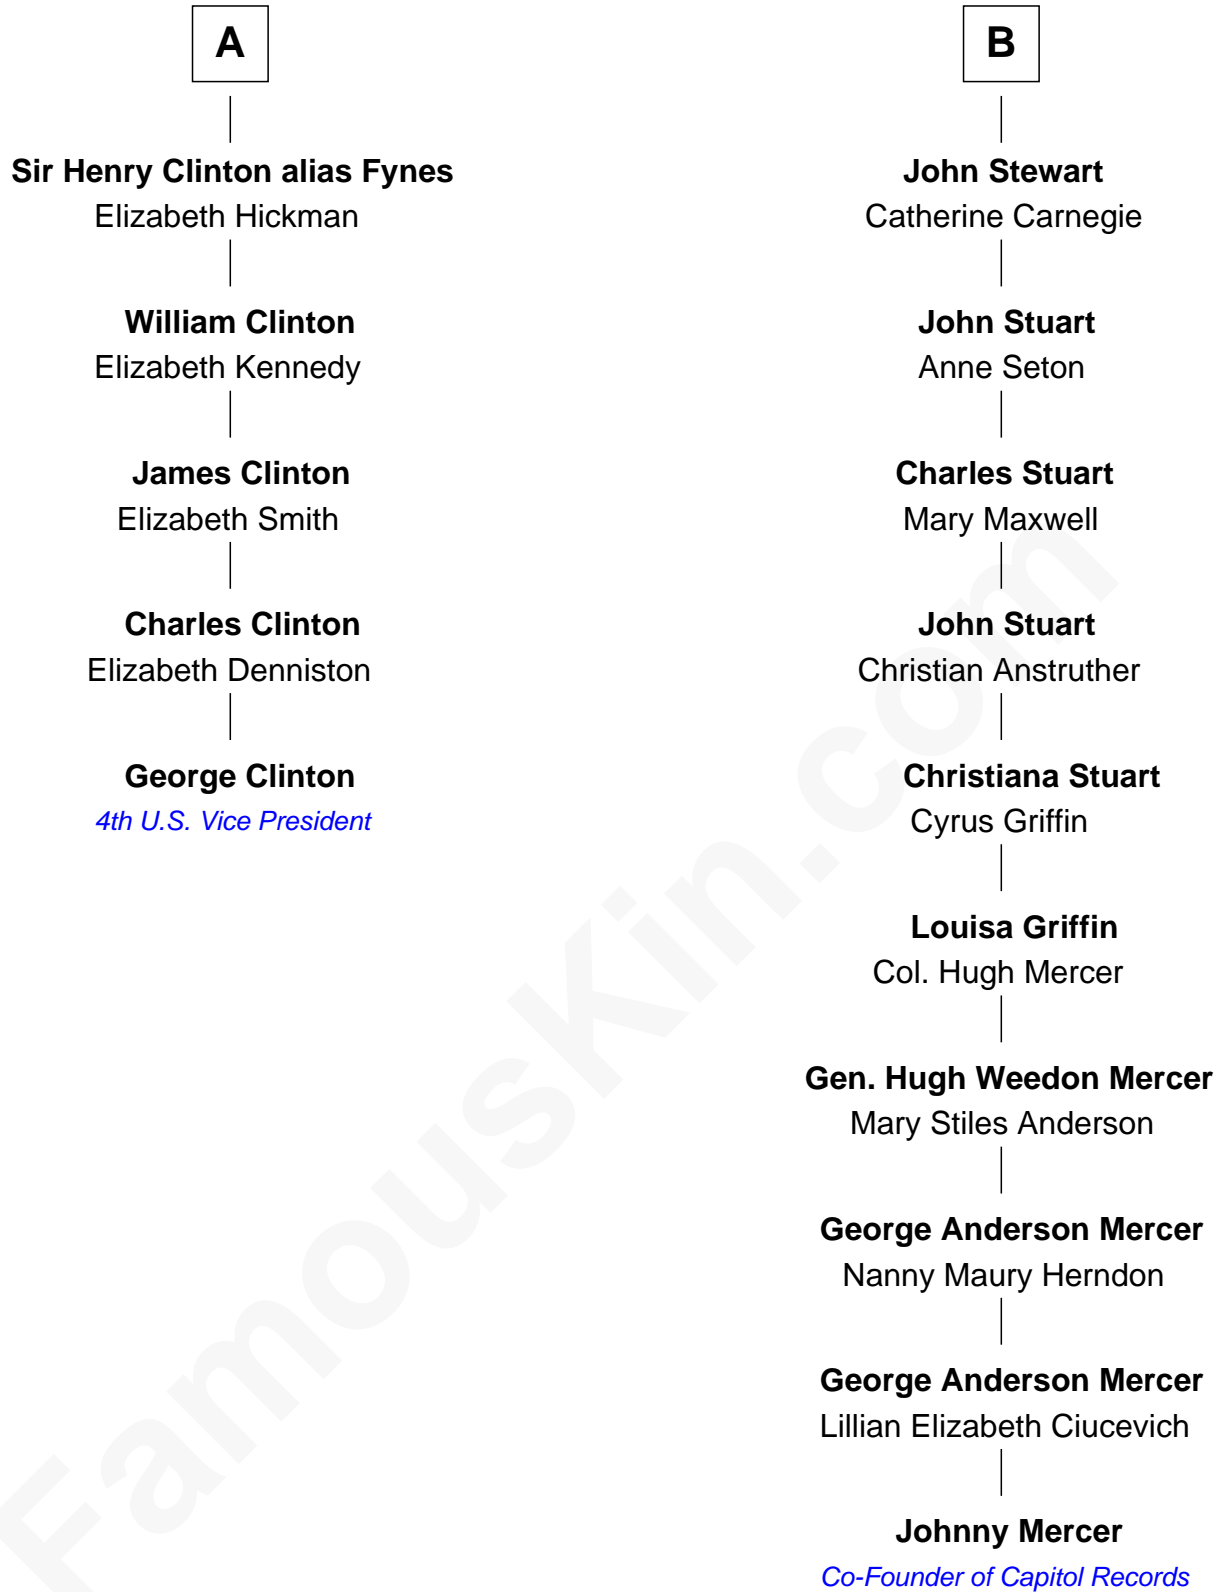 A
Sir Henry Clinton alias Fynes
Elizabeth Hickman
William Clinton
Elizabeth Kennedy
James Clinton
Elizabeth Smith
Charles Clinton
Elizabeth Denniston
George Clinton
4th U.S. Vice President
B
John Stewart
Catherine Carnegie
John Stuart
Anne Seton
Charles Stuart
Mary Maxwell
John Stuart
Christian Anstruther
Christiana Stuart
Cyrus Griffin
Louisa Griffin
Col. Hugh Mercer
Gen. Hugh Weedon Mercer
Mary Stiles Anderson
George Anderson Mercer
Nanny Maury Herndon
George Anderson Mercer
Lillian Elizabeth Ciucevich
Johnny Mercer
Co-Founder of Capitol Records
FamousKin.com